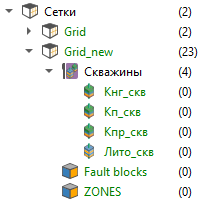 Сетки (2)
Grid (2)
Grid_new (23)
Скважины (4)
Кнг_скв (0)
Кп_скв (0)
Кпр_скв (0)
Лито_скв (0)
Fault blocks (0)
ZONES (0)